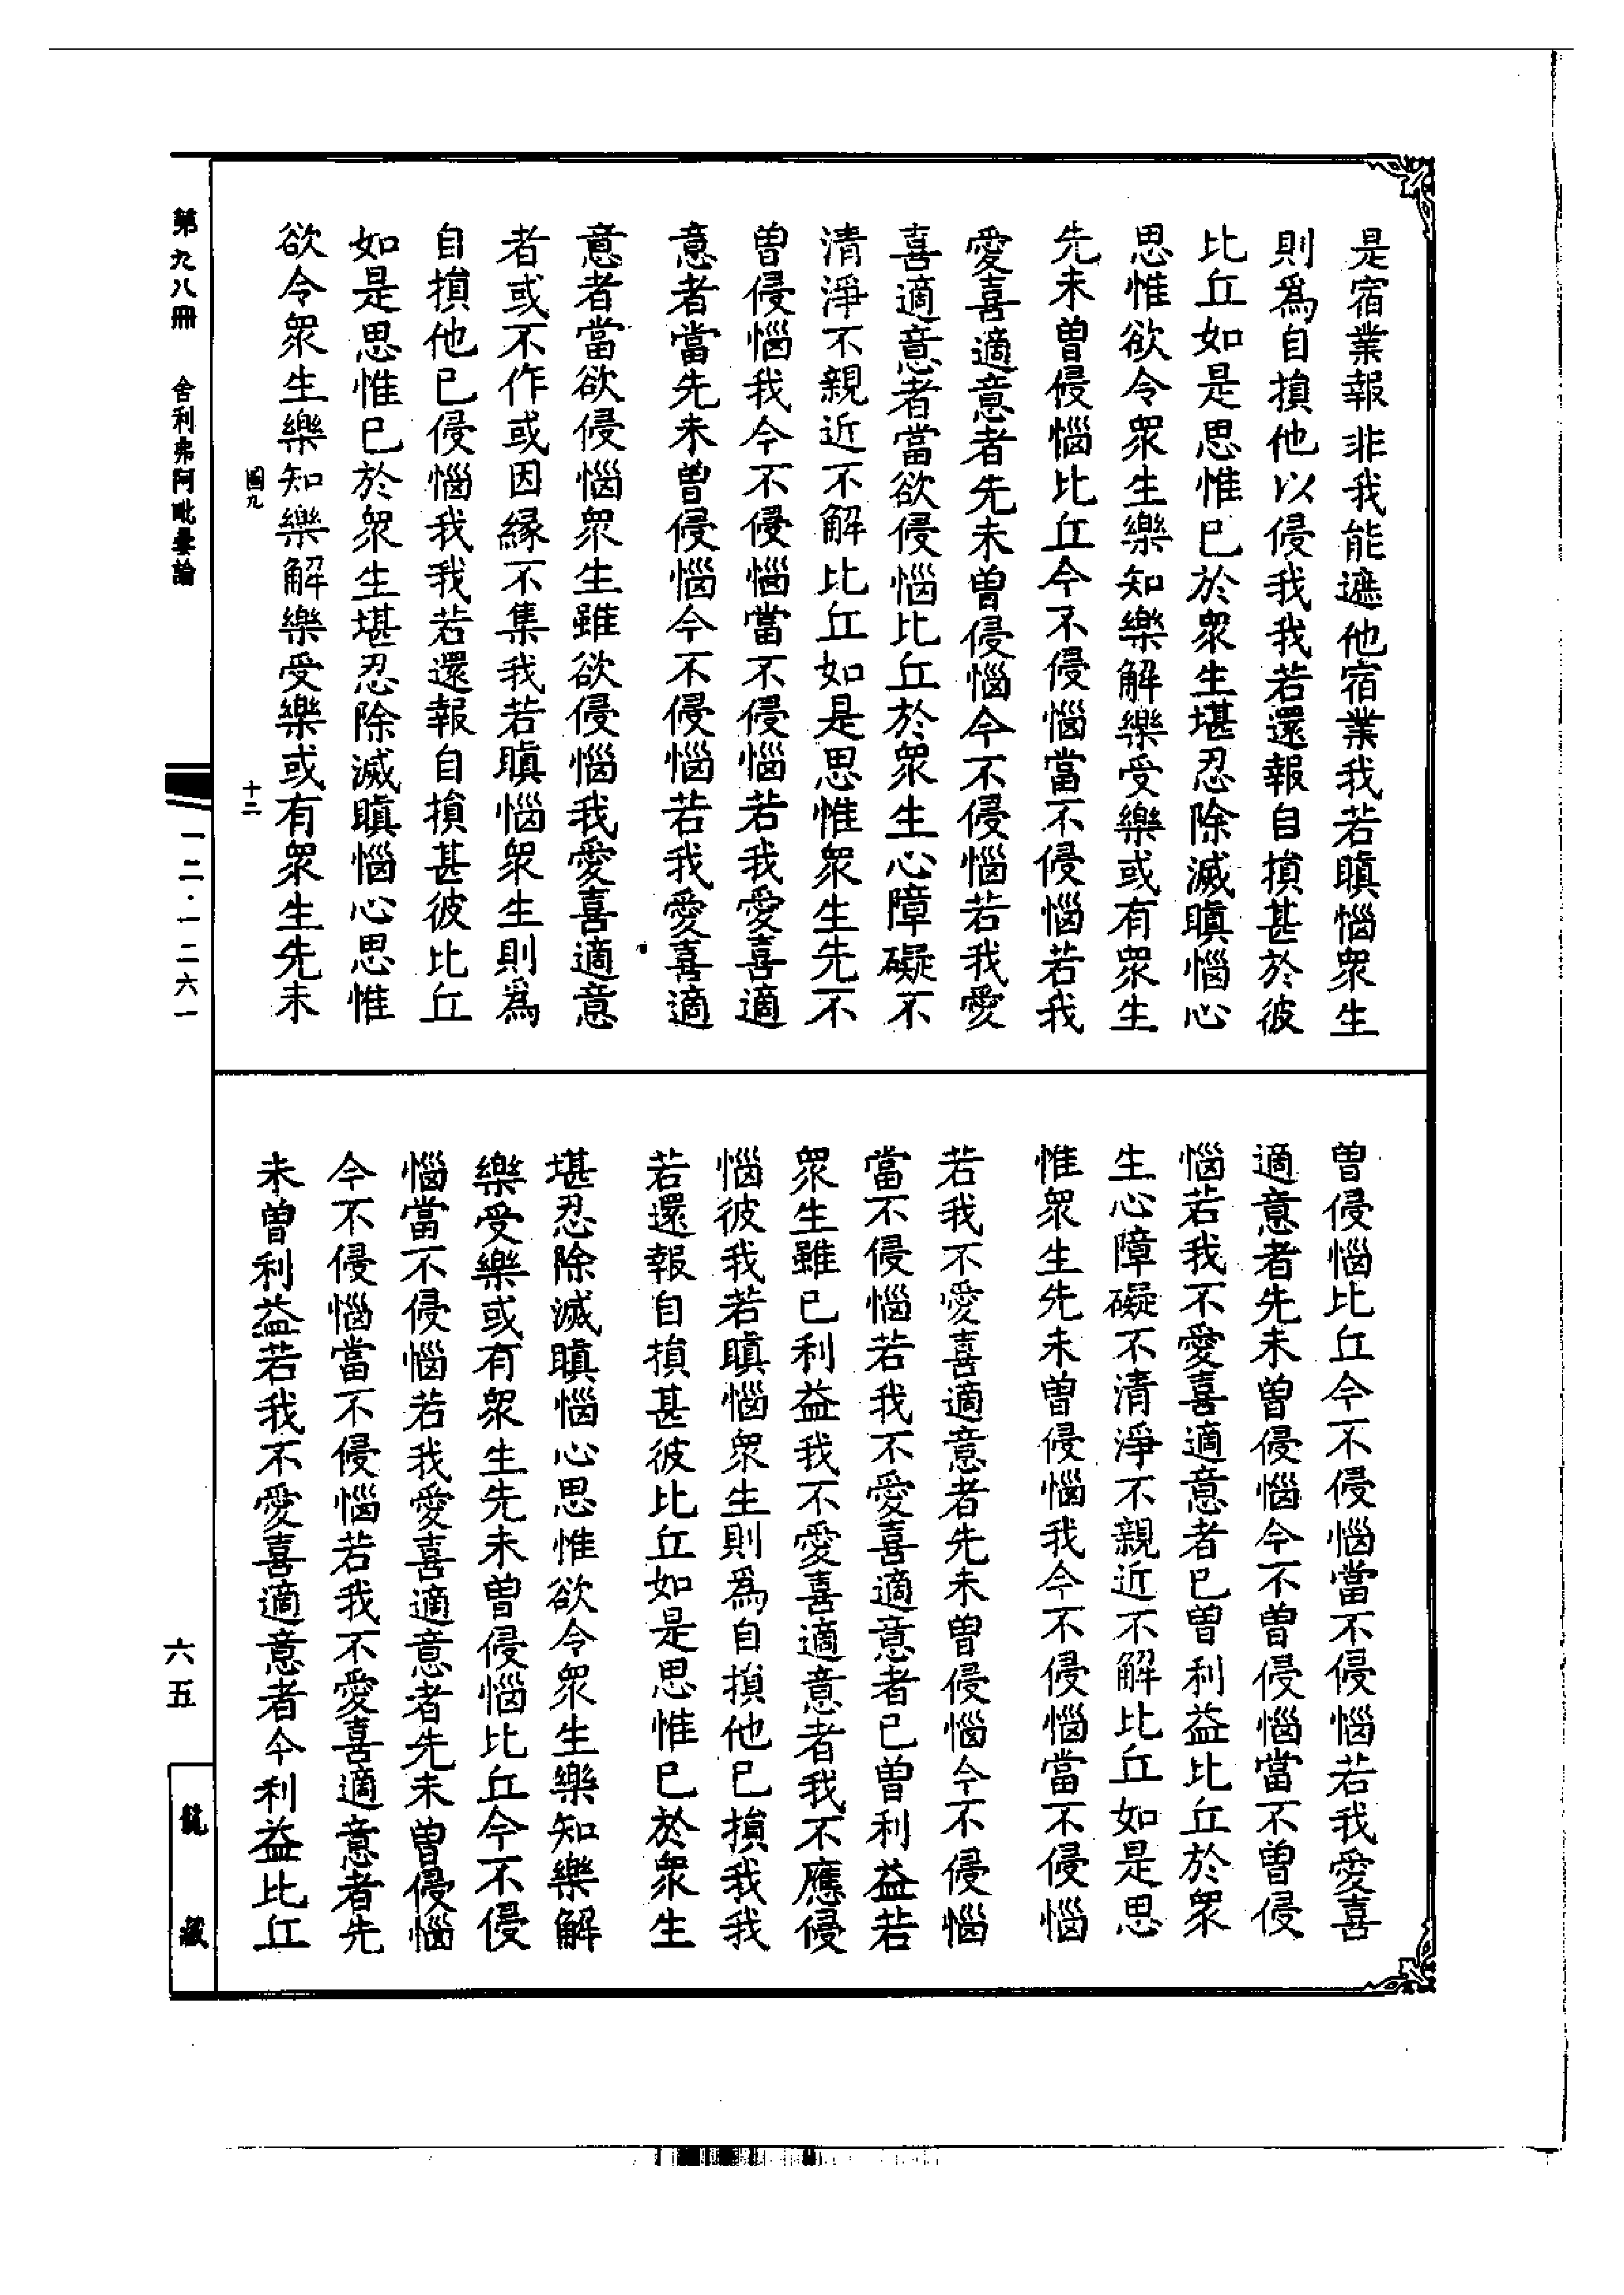 是宿業報非我能遮他宿業我若瞋惱衆生
則為自損他以侵我我若還報自損甚於彼
比丘如是思惟已於衆生堪忍除滅瞋惱心
思惟欲令衆生樂知樂解樂受樂或有衆生
先未曾侵惱比丘今不侵惱當不侵惱若我
愛喜適意者先未曾侵惱今不侵惱若我愛
喜適意者當欲侵惱比丘於衆生心障礙不
清淨不親近不解比丘如是思惟衆生先不
曾侵惱我今不侵惱當不侵惱若我愛喜適
意者當先未曾侵惱今不侵惱若我愛喜適
意者當欲侵惱衆生雖欲侵惱我愛喜適意
者或不作或因緣不集我若瞋惱衆生則為
自損他已侵惱我我若還報自損甚彼比丘
如是思惟已於衆生堪忍除滅瞋惱心思惟
欲令衆生樂知樂解樂受樂或有衆生先未
曾侵惱比丘今不侵惱當不侵惱若我愛喜
適意者先未曾侵惱今不曾侵惱當不曾侵
惱若我不愛喜適意者已曾利益比丘於衆
生心障礙不清淨不親近不解比丘如是思
惟衆生先未曾侵惱我今不侵惱當不侵惱
若我不愛喜適意者先未曾侵惱今不侵惱
當不侵惱若我不愛喜適意者已曾利益若
衆生雖已利益我不愛喜適意者我不應侵
惱彼我若瞋惱衆生則為自損他已損我我
若還報自損甚彼比丘如是思惟已於衆生
堪忍除滅瞋惱心思惟欲令衆生樂知樂解
樂受樂或有衆生先未曾侵惱比丘今不侵
惱當不侵惱若我愛喜適意者先未曾侵惱
今不侵惱當不侵惱若我不愛喜適意者先
未曾利益若我不愛喜適意者今利益比丘
圖九
十二
第九八冊 舍利弗阿毗曇論
一二·一二六一
六五
龍藏